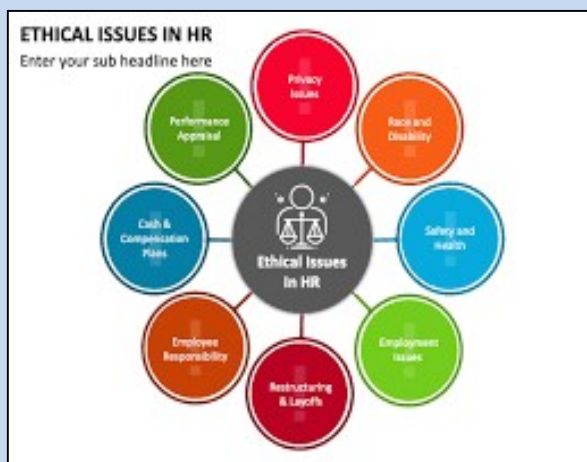 ETHICAL ISSUES IN HR
Enter your sub headline here
Privacy
Issues
Race and
Disability
Safety and
Health
Employment
Issues
Restructuring
& Layoffs
Employee
Responsibility
Cash &
Compensation
Plans
Performance
Appraisal
Ethical Issues
In HR